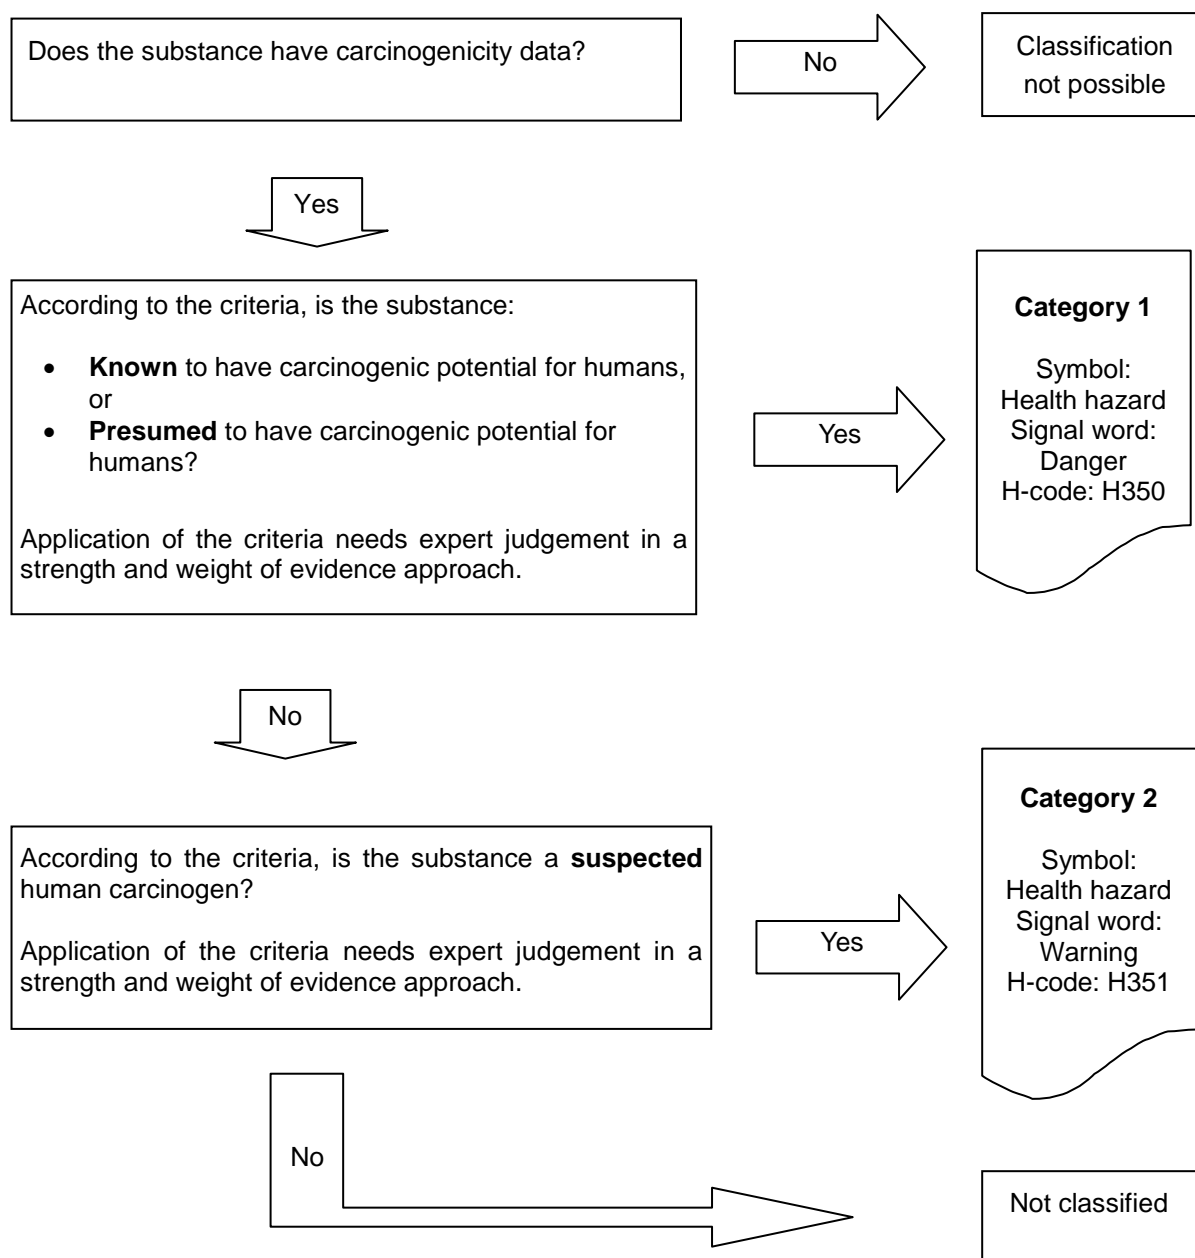 Does the substance have carcinogenicity data?
No
Classification
not possible
Yes
According to the criteria, is the substance:
• Known to have carcinogenic potential for humans,
or
• Presumed to have carcinogenic potential for
humans?
Application of the criteria needs expert judgement in a
strength and weight of evidence approach.
Yes
Category 1
Symbol:
Health hazard
Signal word:
Danger
H-code: H350
No
According to the criteria, is the substance a suspected
human carcinogen?
Application of the criteria needs expert judgement in a
strength and weight of evidence approach.
Yes
Category 2
Symbol:
Health hazard
Signal word:
Warning
H-code: H351
No
Not classified